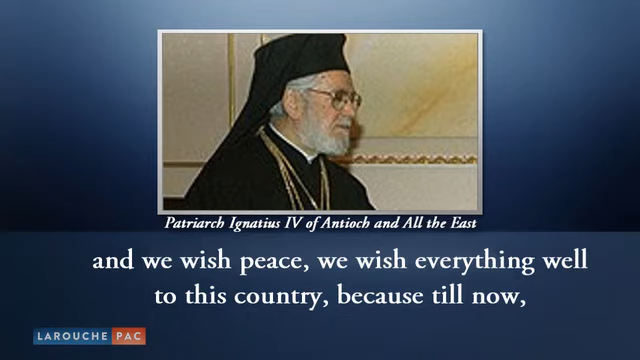 Patriarch Ignatius IV of Antioch and All the East
and we wish peace, we wish everything well
to this country, because till now,
LAROUCHE PAC